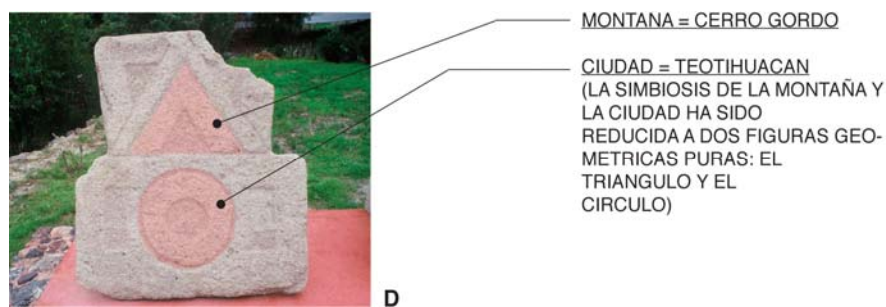 MONTANA = CERRO GORDO
CIUDAD = TEOTIHUACAN
(LA SIMBIOSIS DE LA MONTAÑA Y
LA CIUDAD HA SIDO
REDUCIDA A DOS FIGURAS GEO-
METRICAS PURAS: EL
TRIANGULO Y EL
CIRCULO)
D